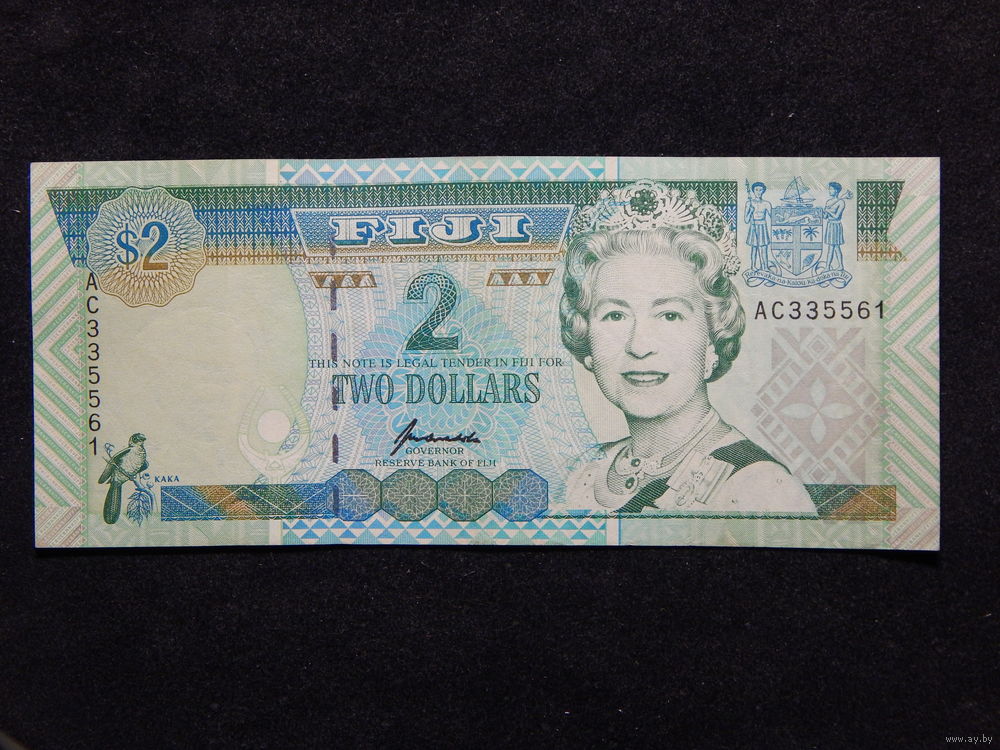 FIJI
$2
2
AC335561
AC335561
THIS NOTE IS LEGAL TENDER IN FIJI FOR
TWO DOLLARS
GOVERNOR
RESERVE BANK OF FIJI
KAKA
www.ay.by